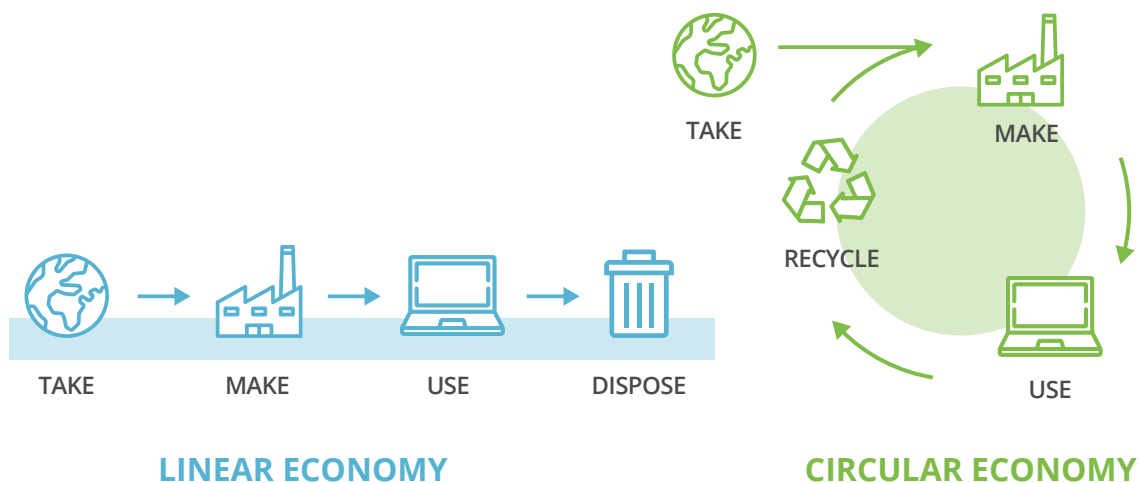 TAKE
MAKE
RECYCLE
USE
TAKE
MAKE
USE
DISPOSE
LINEAR ECONOMY
CIRCULAR ECONOMY